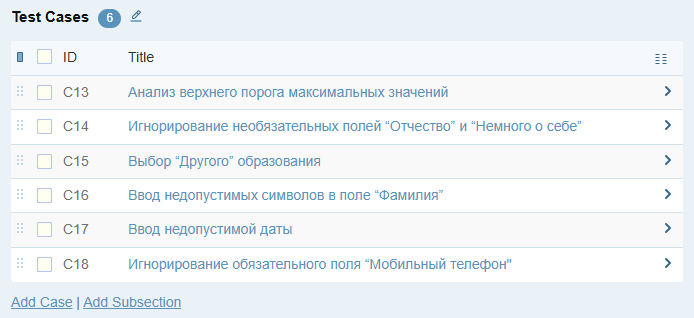 Test Cases 6
ID Title
C13 Анализ верхнего порога максимальных значений
C14 Игнорирование необязательных полей “Отчество” и “Немного о себе”
C15 Выбор “Другого” образования
C16 Ввод недопустимых символов в поле “Фамилия”
C17 Ввод недопустимой даты
C18 Игнорирование обязательного поля “Мобильный телефон"
Add Case | Add Subsection